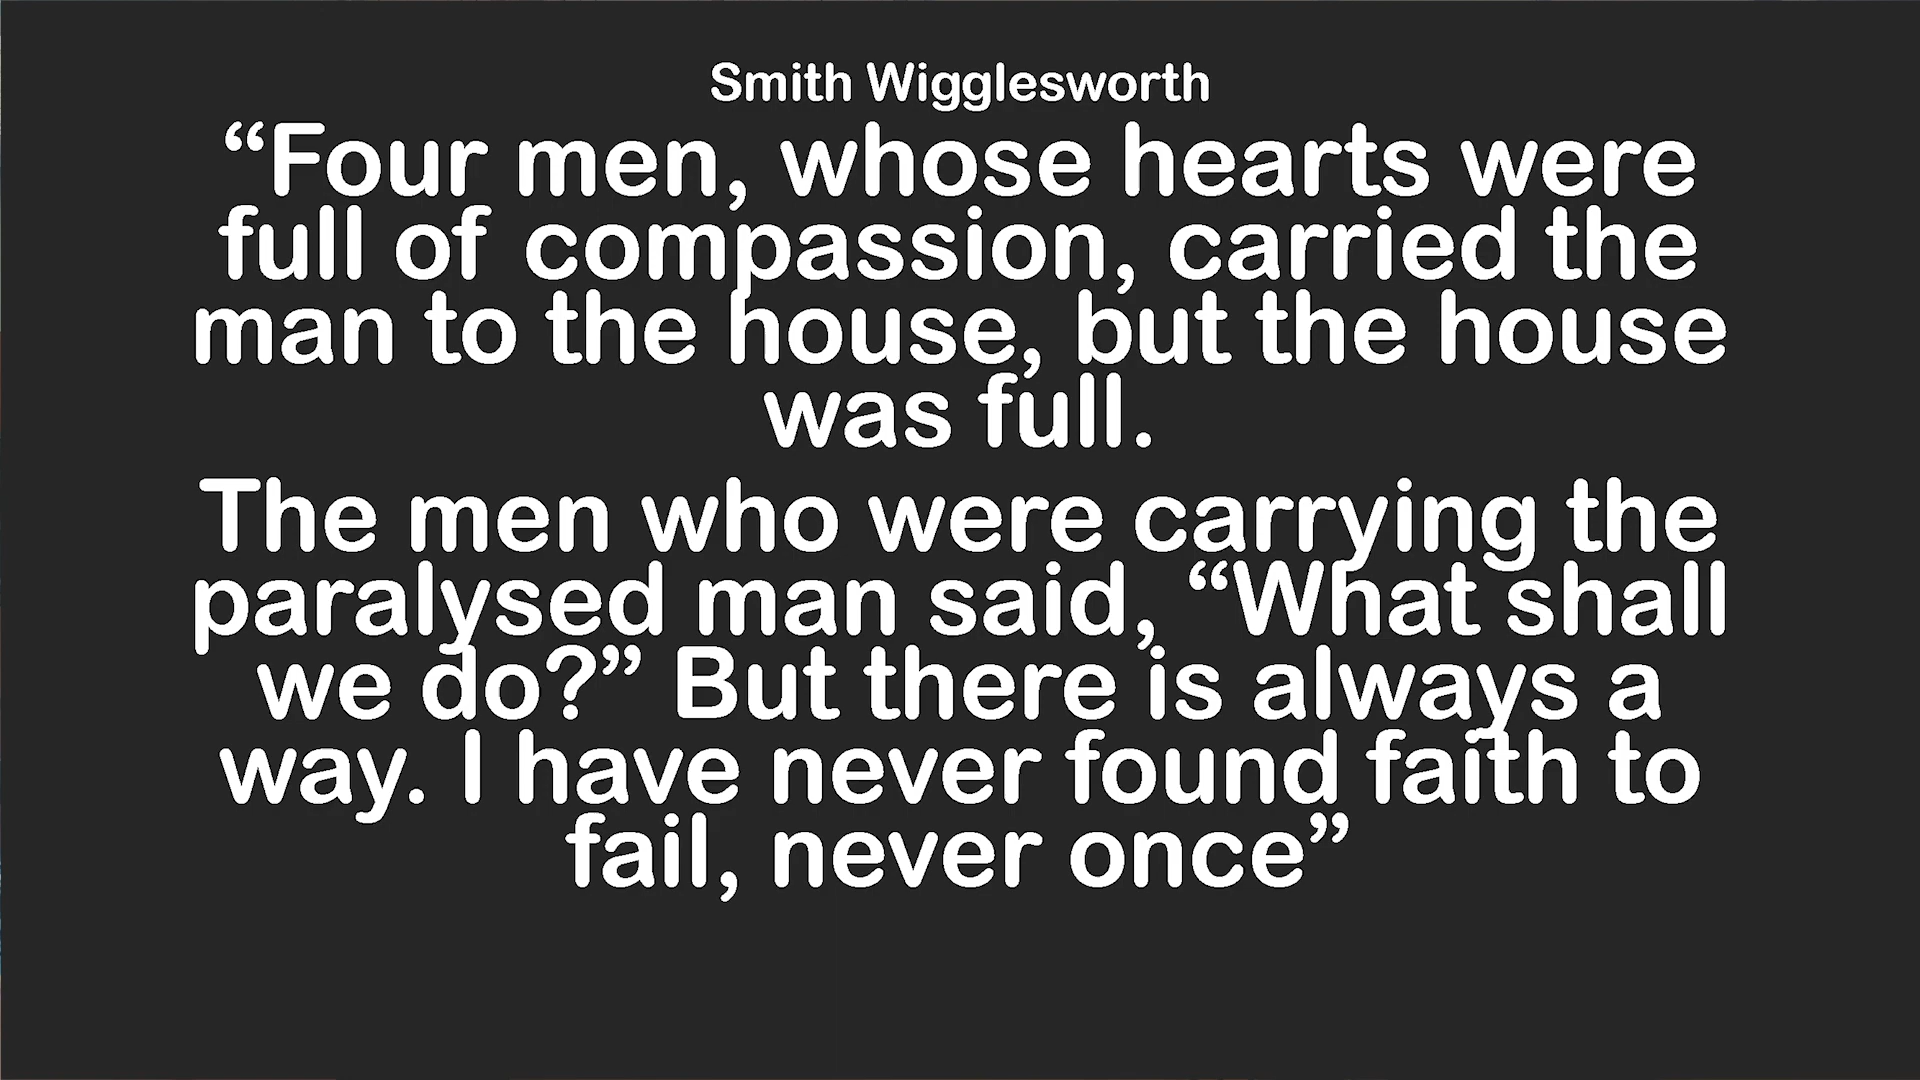 Smith Wigglesworth
“Four men, whose hearts were
full of compassion, carried the
man to the house, but the house
was full.
The men who were carrying the
paralysed man said, “What shall
we do?” But there is always a
way. I have never found faith to
fail, never once”